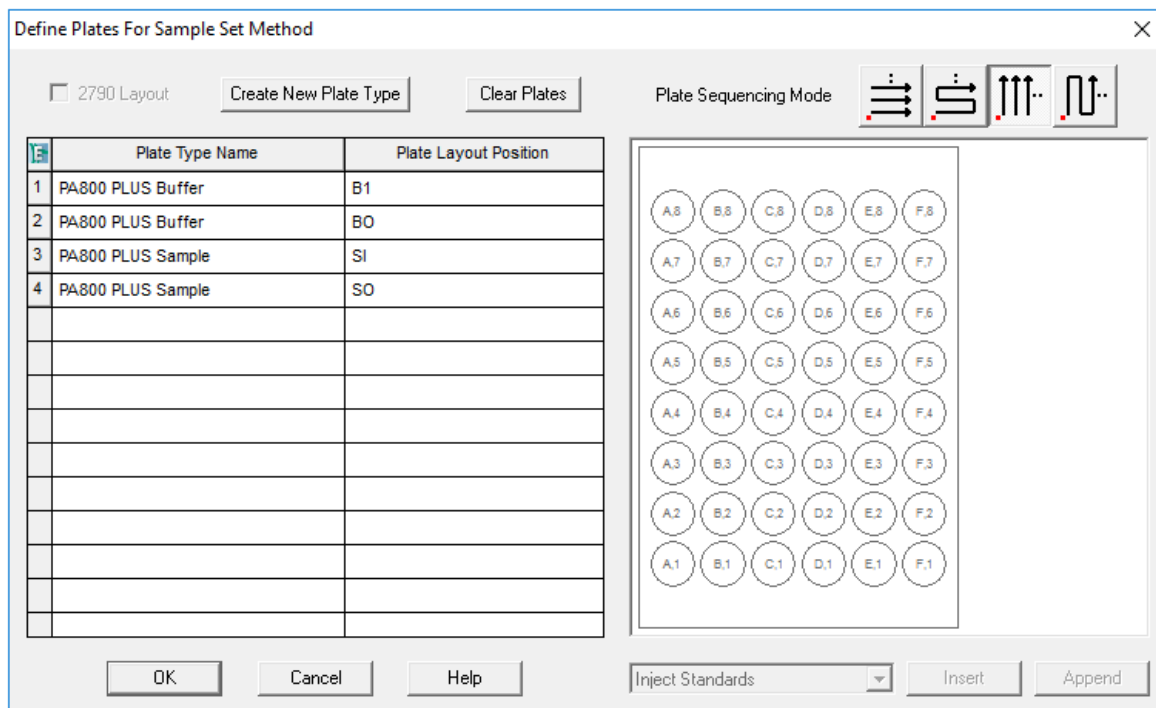 Define Plates For Sample Set Method
2790 Layout
Create New Plate Type
Clear Plates
Plate Sequencing Mode
Plate Type Name Plate Layout Position
1 PA800 PLUS Buffer B1
2 PA800 PLUS Buffer BO
3 PA800 PLUS Sample SI
4 PA800 PLUS Sample SO
A,8 B,8 C,8 D,8 E,8 F,8
A,7 B,7 C,7 D,7 E,7 F,7
A,6 B,6 C,6 D,6 E,6 F,6
A,5 B,5 C,5 D,5 E,5 F,5
A,4 B,4 C,4 D,4 E,4 F,4
A,3 B,3 C,3 D,3 E,3 F,3
A,2 B,2 C,2 D,2 E,2 F,2
A,1 B,1 C,1 D,1 E,1 F,1
OK Cancel Help
Inject Standards Insert Append